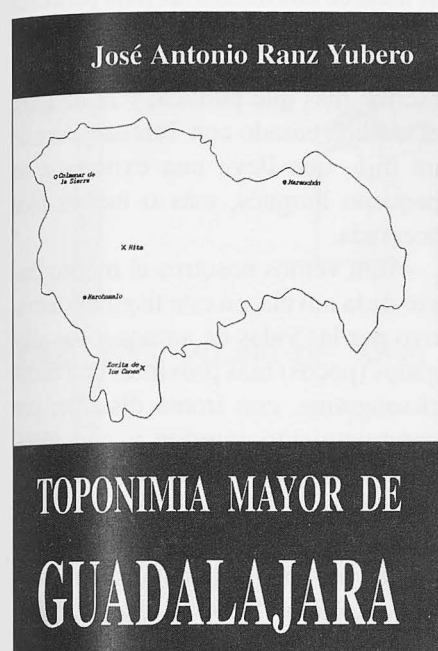 José Antonio Ranz Yubero
Colmenar de
la Sierra
Maranchón
Hita
Marchamalo
Zorita de
los Canes
TOPONIMIA MAYOR DE
GUADALAJARA